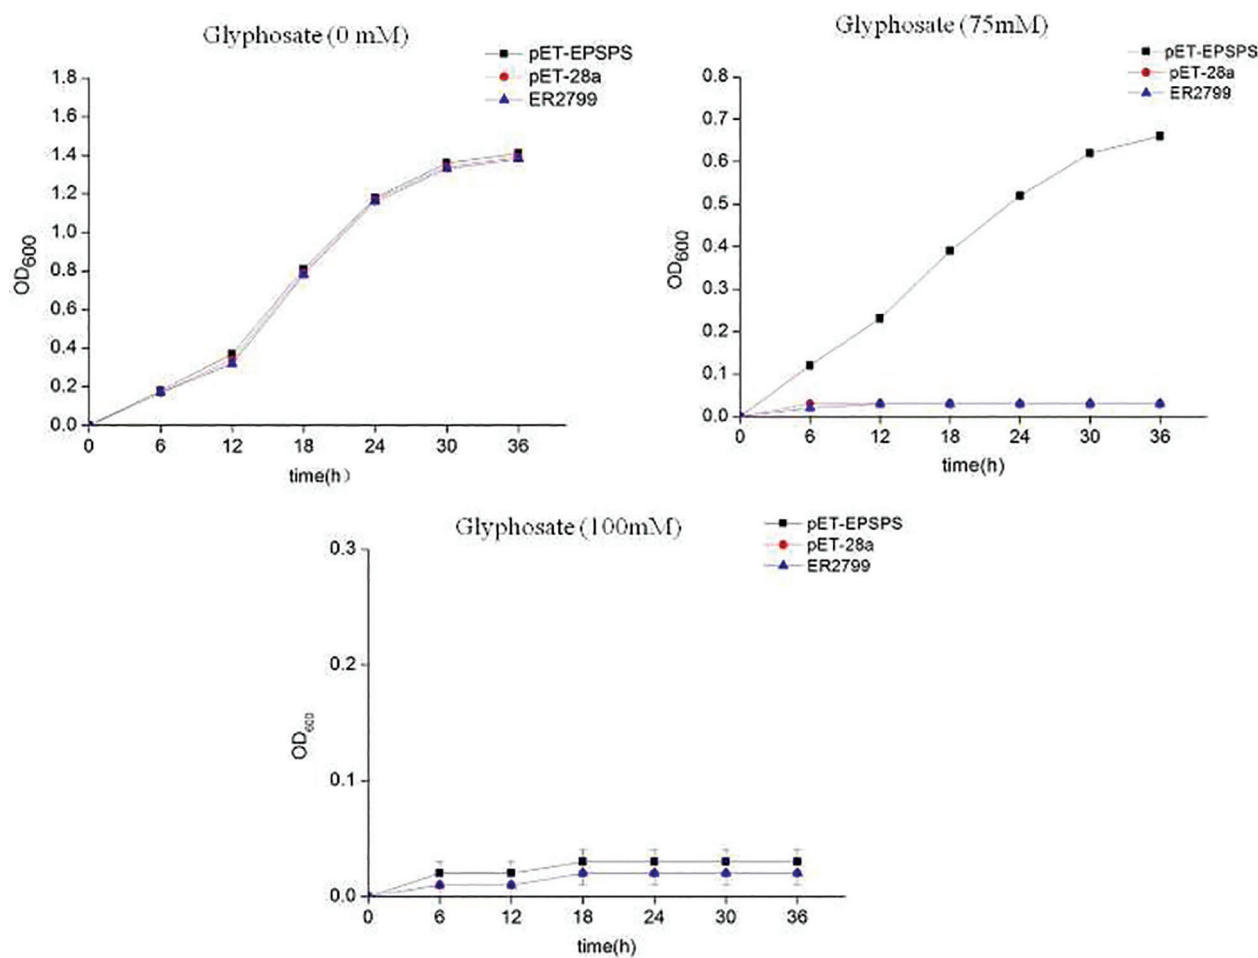 Glyphosate (0 mM)
pET-EPSPS
pET-28a
ER2799
1.8
1.6
1.4
1.2
1.0
0.8
0.6
0.4
0.2
0.0
OD600
0 6 12 18 24 30 36
time(h)
Glyphosate (75mM)
pET-EPSPS
pET-28a
ER2799
0.8
0.7
0.6
0.5
0.4
0.3
0.2
0.1
0.0
OD600
0 6 12 18 24 30 36
time(h)
Glyphosate (100mM)
pET-EPSPS
pET-28a
ER2799
0.3
0.2
0.1
0.0
OD600
0 6 12 18 24 30 36
time(h)